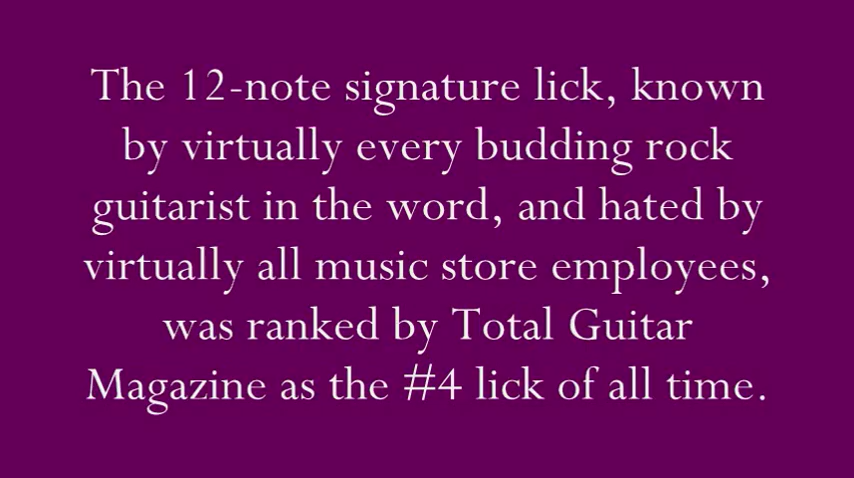 The 12-note signature lick, known
by virtually every budding rock
guitarist in the word, and hated by
virtually all music store employees,
was ranked by Total Guitar
Magazine as the #4 lick of all time.